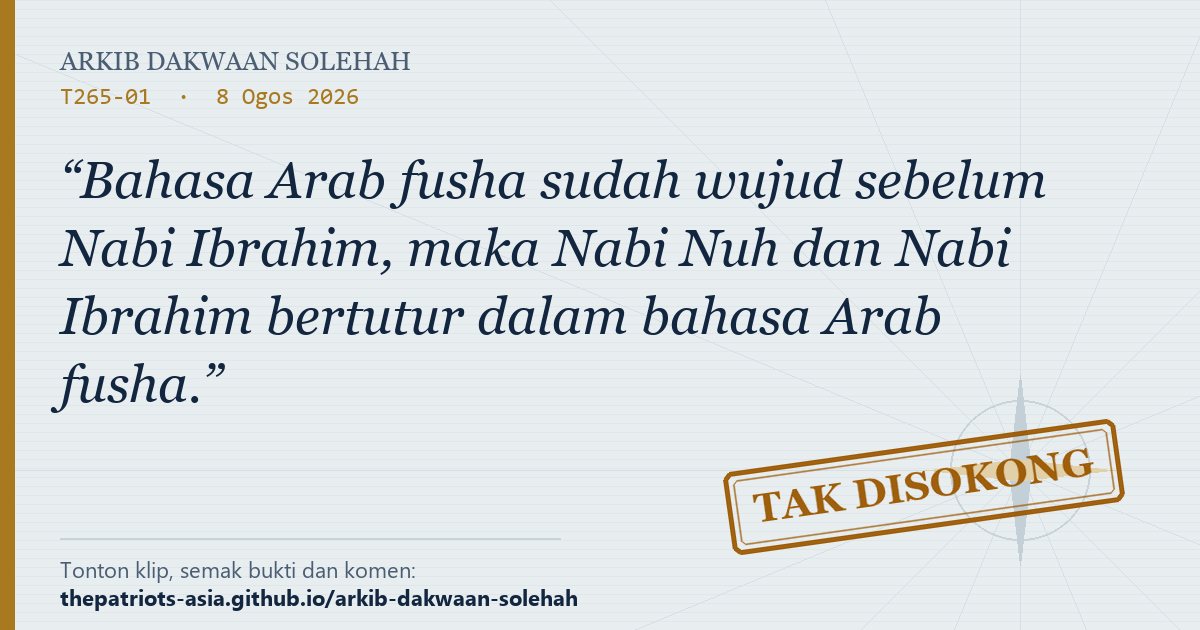 ARKIB DAKWAAN SOLEHAH
T265-01 · 8 Ogos 2026
“Bahasa Arab fusha sudah wujud sebelum
Nabi Ibrahim, maka Nabi Nuh dan Nabi
Ibrahim bertutur dalam bahasa Arab
fusha.”
TAK DISOKONG
Tonton klip, semak bukti dan komen:
thepatriots-asia.github.io/arkib-dakwaan-solehah